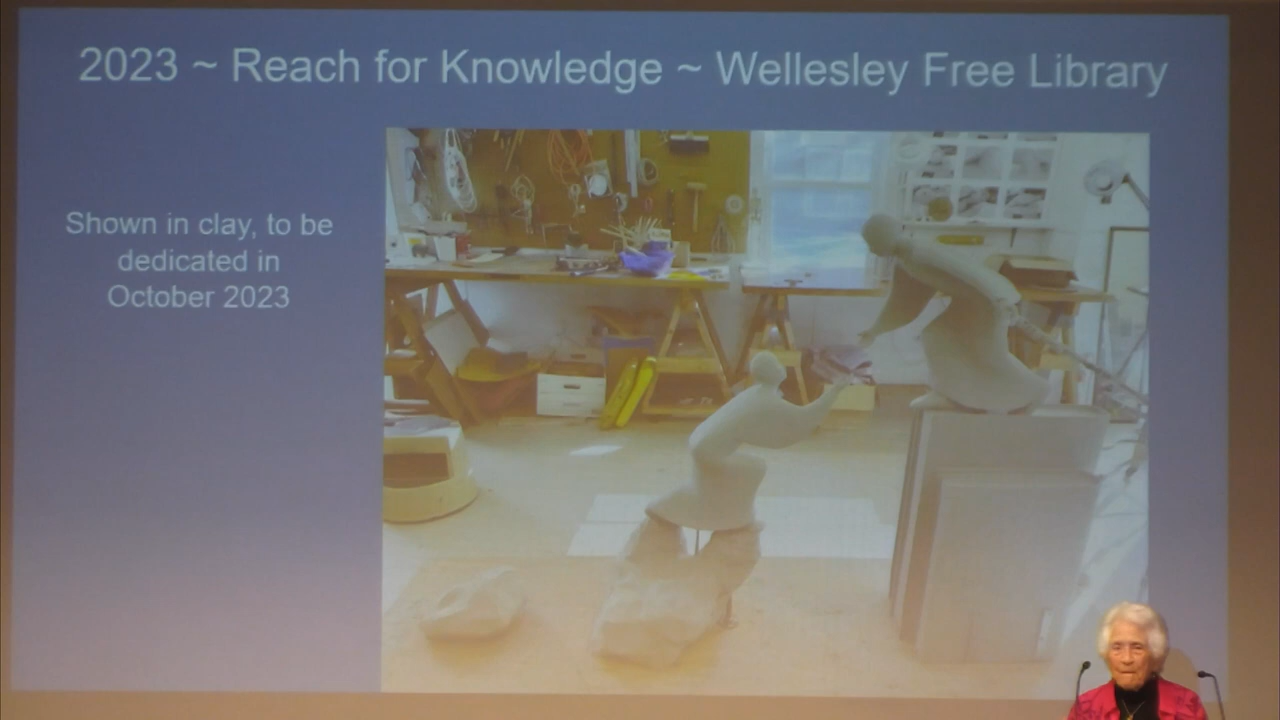 2023 ~ Reach for Knowledge ~ Wellesley Free Library
Shown in clay, to be
dedicated in
October 2023